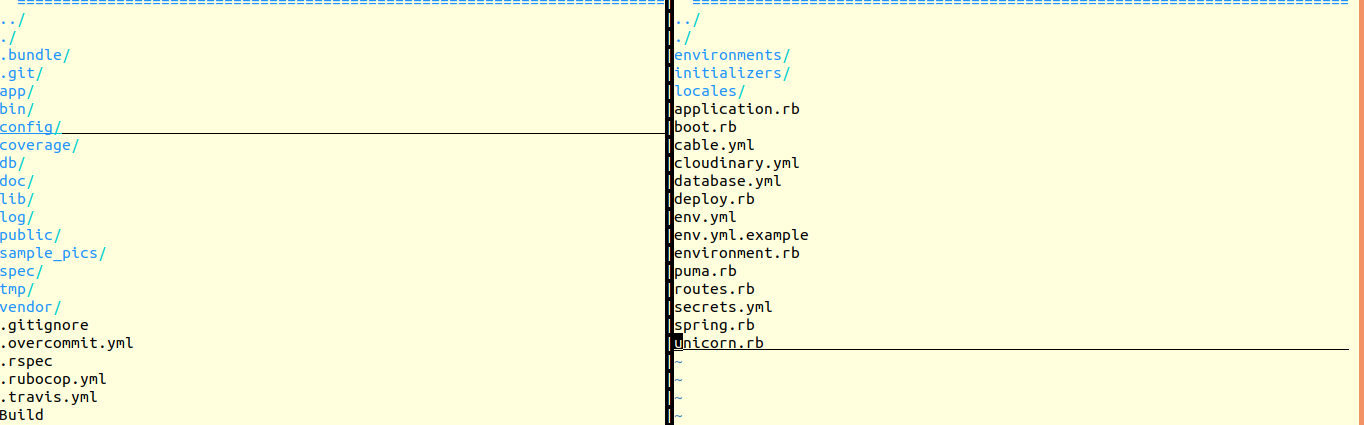 ../
./
.bundle/
.git/
app/
bin/
config/
coverage/
db/
doc/
lib/
log/
public/
sample_pics/
spec/
tmp/
vendor/
.gitignore
.overcommit.yml
.rspec
.rubocop.yml
.travis.yml
Build
../
./
environments/
initializers/
locales/
application.rb
boot.rb
cable.yml
cloudinary.yml
database.yml
deploy.rb
env.yml
env.yml.example
environment.rb
puma.rb
routes.rb
secrets.yml
spring.rb
unicorn.rb
~
~
~
~